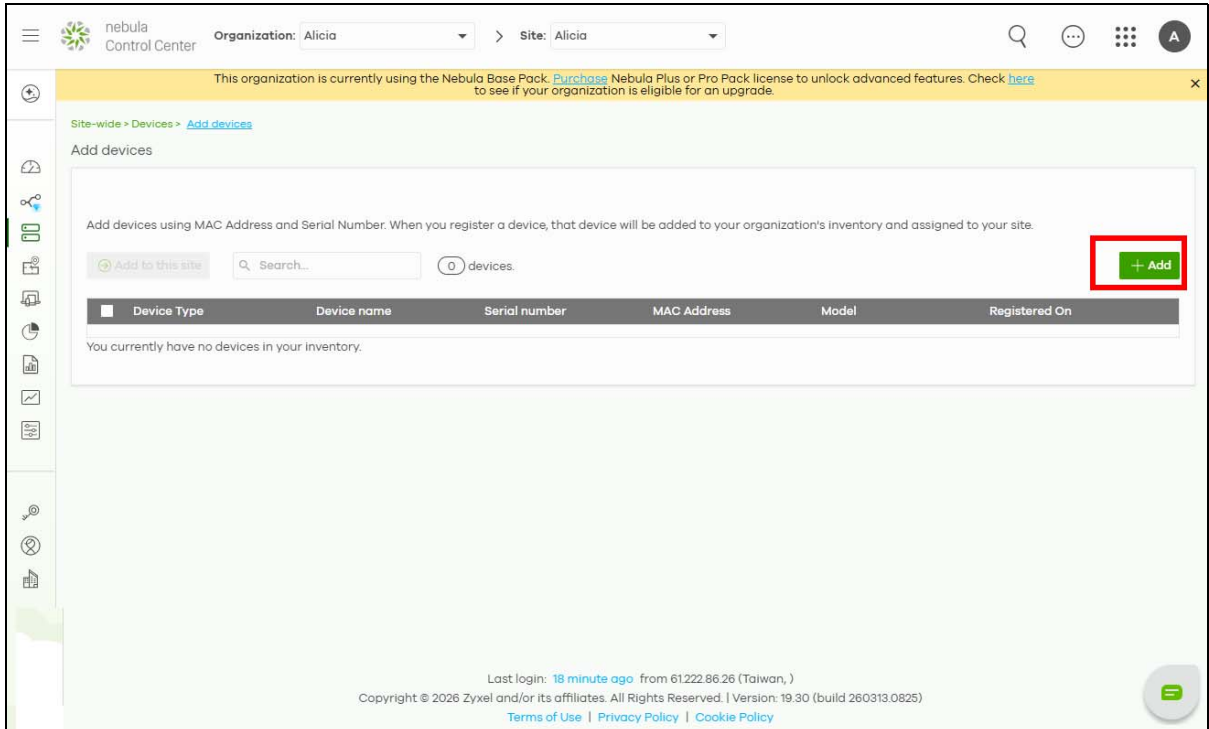 nebula
Control Center
Organization: Alicia
Site: Alicia
A
This organization is currently using the Nebula Base Pack. Purchase Nebula Plus or Pro Pack license to unlock advanced features. Check here
to see if your organization is eligible for an upgrade.
Site-wide > Devices > Add devices
Add devices
Add devices using MAC Address and Serial Number. When you register a device, that device will be added to your organization's inventory and assigned to your site.
Add to this site
Search...
0 devices.
+ Add
Device Type Device name Serial number MAC Address Model Registered On
You currently have no devices in your inventory.
Last login: 18 minute ago from 61.222.86.26 (Taiwan, )
Copyright © 2026 Zyxel and/or its affiliates. All Rights Reserved. | Version: 19.30 (build 260313.0825)
Terms of Use | Privacy Policy | Cookie Policy